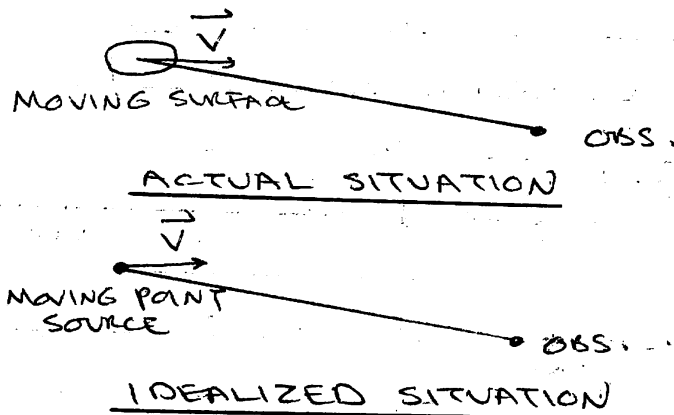 V
MOVING SURFACE
OBS.
ACTUAL SITUATION
V
MOVING POINT
SOURCE
OBS.
IDEALIZED SITUATION